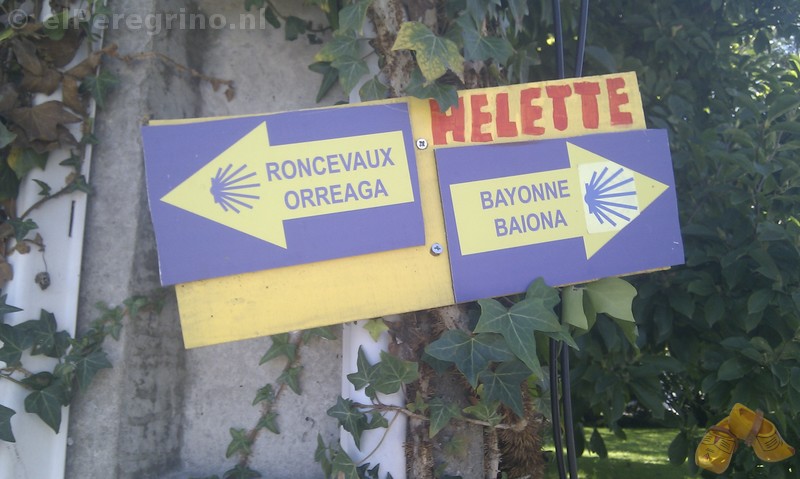 © elPeregrino.nl
HELETTE
RONCEVAUX
ORREAGA
BAYONNE
BAIONA